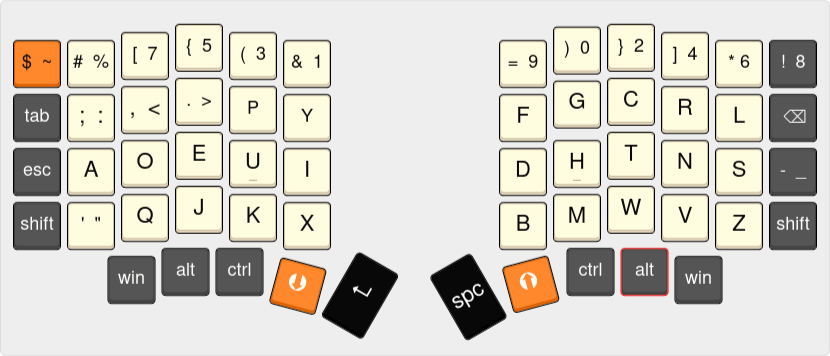 $ ~ # % [ 7 { 5 ( 3 & 1 = 9 ) 0 } 2 ] 4 * 6 ! 8
tab ; : , < . > P Y F G C R L ⌫
esc A O E U I D H T N S - _
shift ' " Q J K X B M W V Z shift
win alt ctrl spc ctrl alt win